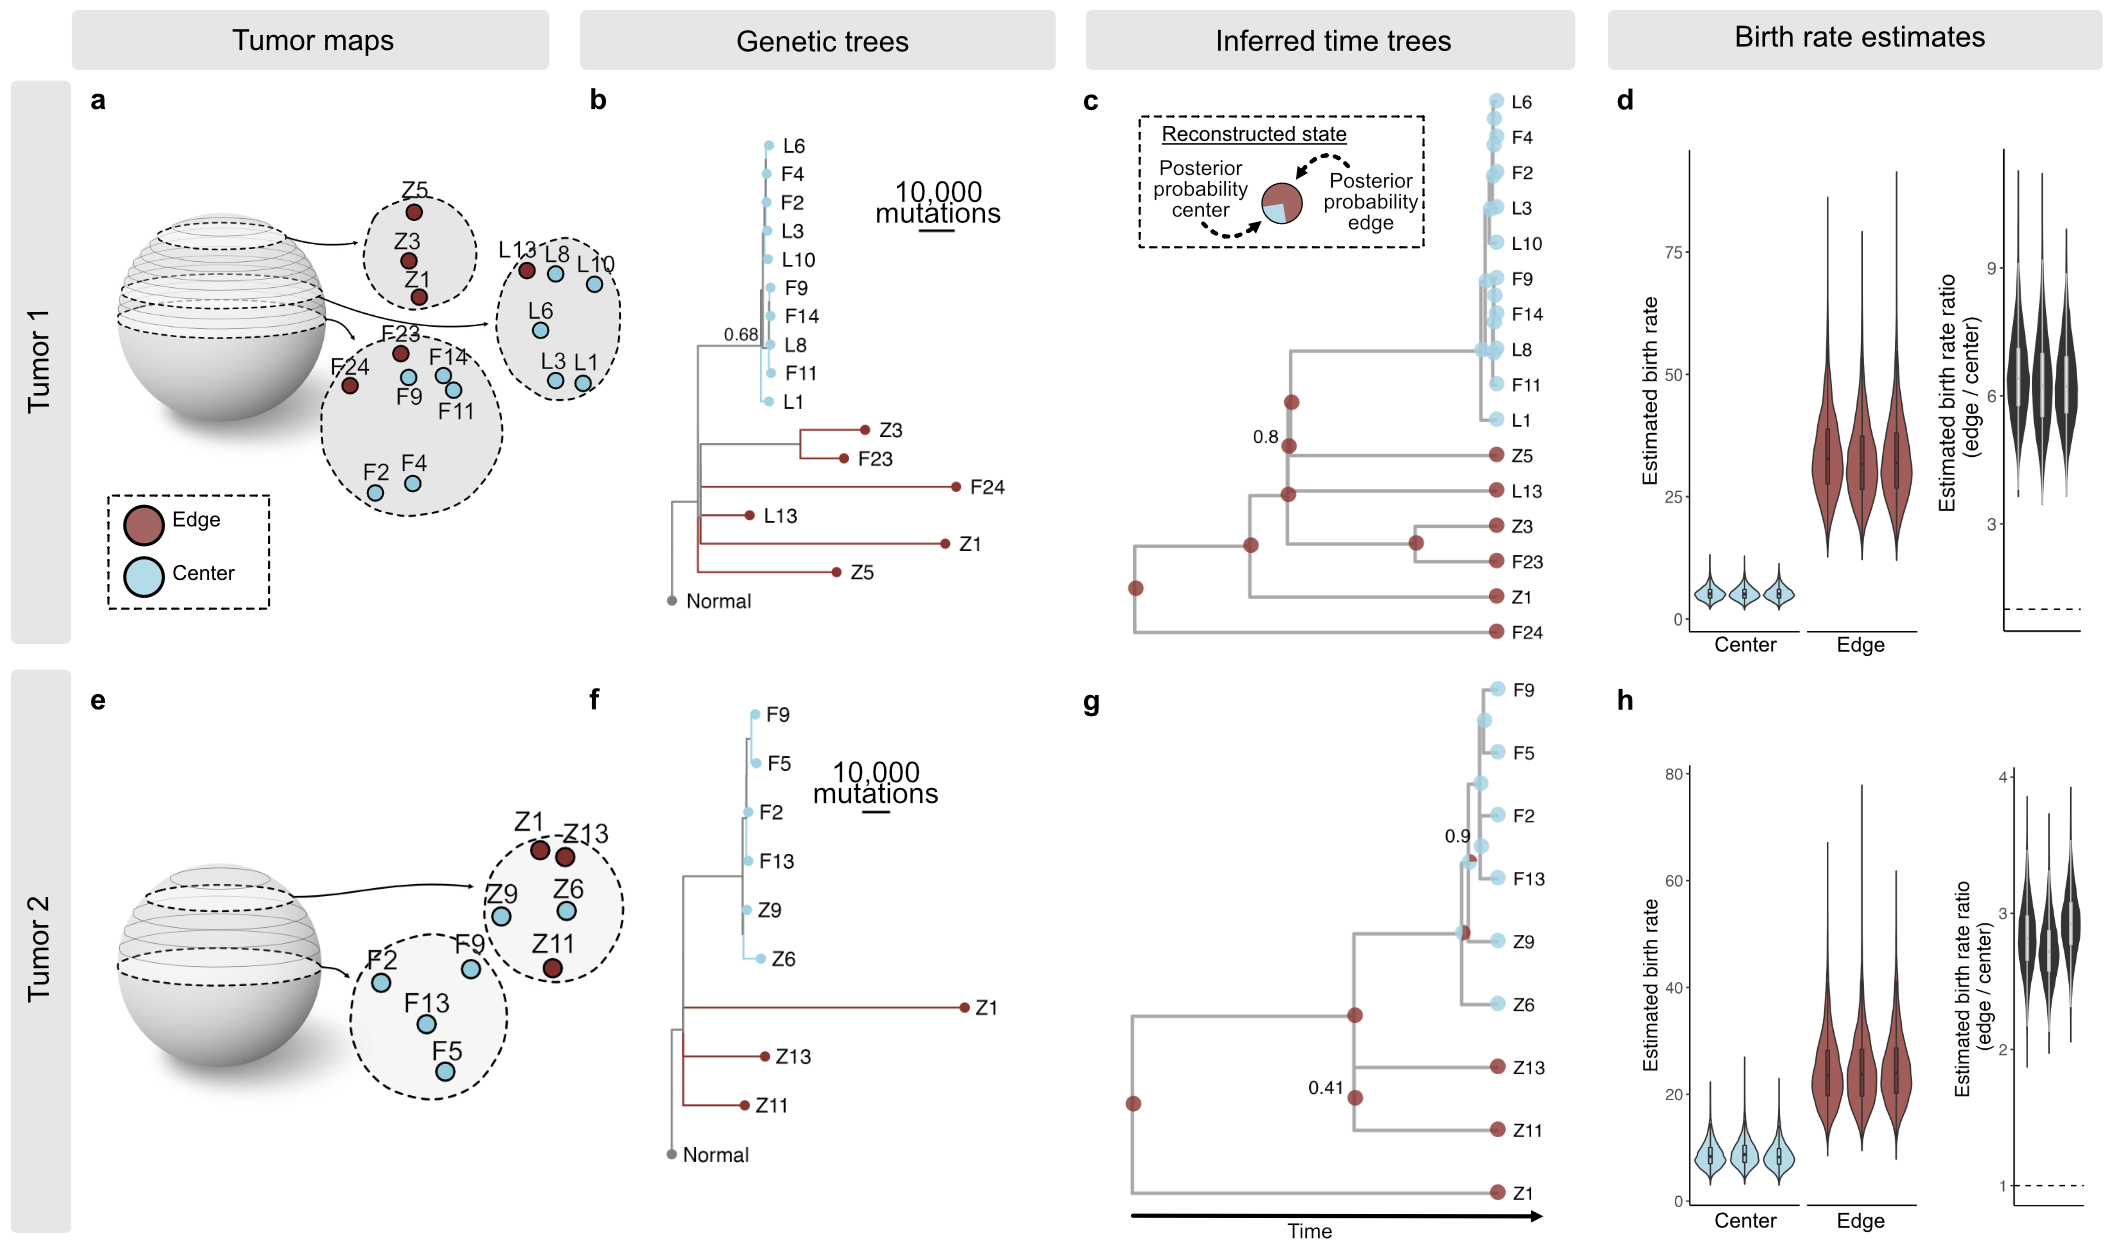 Tumor maps
Genetic trees
Inferred time trees
Birth rate estimates
Tumor 1
a
Z5
Z3
Z1
L13
L8
L10
L6
L3
L1
F23
F24
F14
F9
F11
F2
F4
Edge
Center
b
L6
F4
F2
L3
L10
F9
F14
L8
F11
L1
Z3
F23
F24
L13
Z1
Z5
Normal
0.68
10,000
mutations
c
Reconstructed state
Posterior
probability
center
Posterior
probability
edge
L6
F4
F2
L3
L10
F9
F14
L8
F11
L1
Z5
L13
Z3
F23
Z1
F24
0.8
d
Estimated birth rate
75
50
25
0
Center
Edge
Estimated birth rate ratio
(edge / center)
9
6
3
Tumor 2
e
Z1
Z13
Z9
Z6
Z11
F2
F9
F13
F5
f
F9
F5
F2
F13
Z9
Z6
Z1
Z13
Z11
Normal
10,000
mutations
g
F9
F5
F2
F13
Z9
Z6
Z13
Z11
Z1
0.9
0.41
Time
h
Estimated birth rate
80
60
40
20
0
Center
Edge
Estimated birth rate ratio
(edge / center)
4
3
2
1